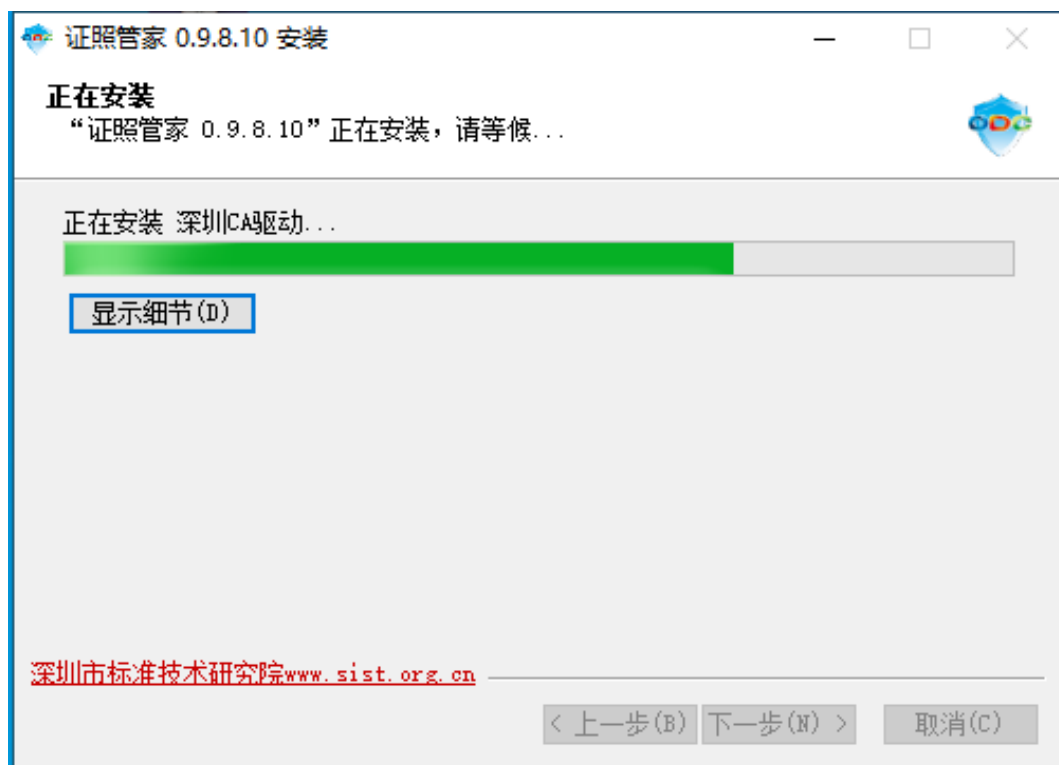 证照管家 0.9.8.10 安装
正在安装
“证照管家 0.9.8.10”正在安装，请等候...
ODC
正在安装 深圳CA驱动...
显示细节(D)
深圳市标准技术研究院www.sist.org.cn
< 上一步(B) 下一步(N) > 取消(C)